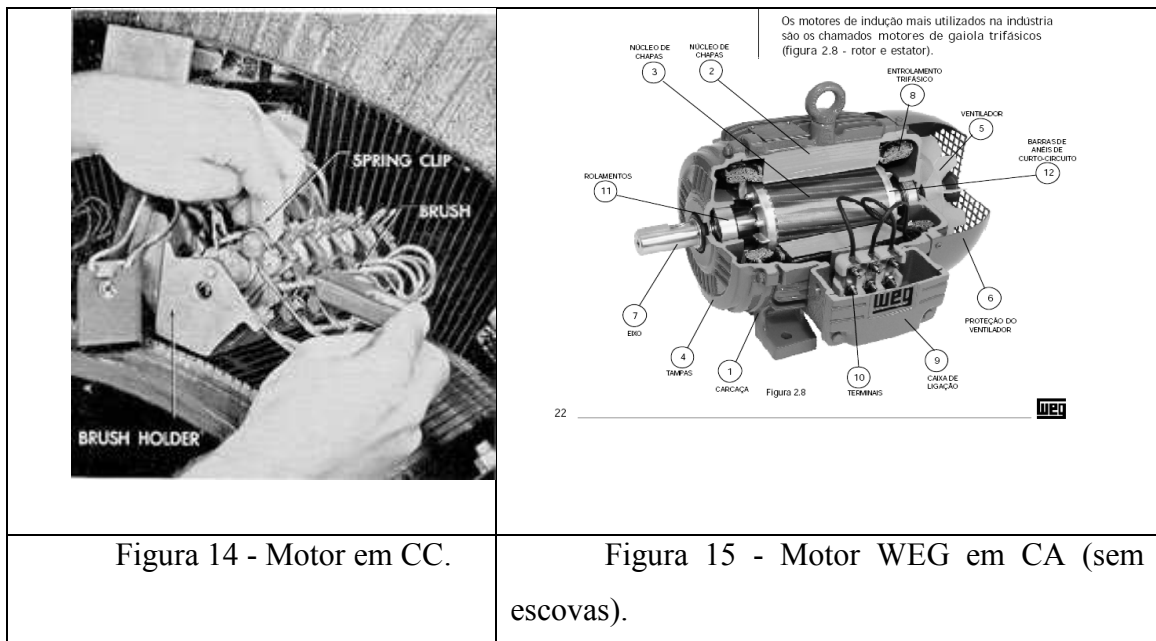 SPRING CLIP
BRUSH
BRUSH HOLDER
Os motores de indução mais utilizados na indústria
são os chamados motores de gaiola trifásicos
(figura 2.8 - rotor e estator).
NÚCLEO DE
CHAPAS
3
NÚCLEO DE
CHAPAS
2
ENTROLAMENTO
TRIFÁSICO
8
VENTILADOR
5
BARRAS DE
ANÉIS DE
CURTO-CIRCUITO
12
ROLAMENTOS
11
weg
7
EIXO
6
PROTEÇÃO DO
VENTILADOR
4
TAMPAS
1
CARCAÇA
Figura 2.8
10
TERMINAIS
9
CAIXA DE
LIGAÇÃO
22
weg
Figura 14 - Motor em CC.
Figura 15 - Motor WEG em CA (sem
escovas).